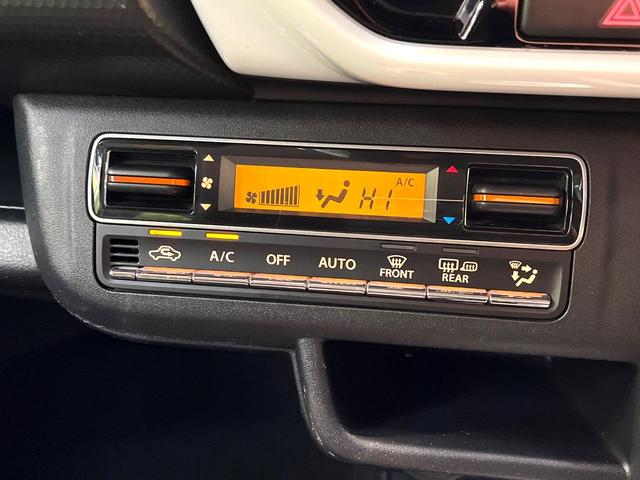 A/C
HI
A/C OFF AUTO FRONT REAR